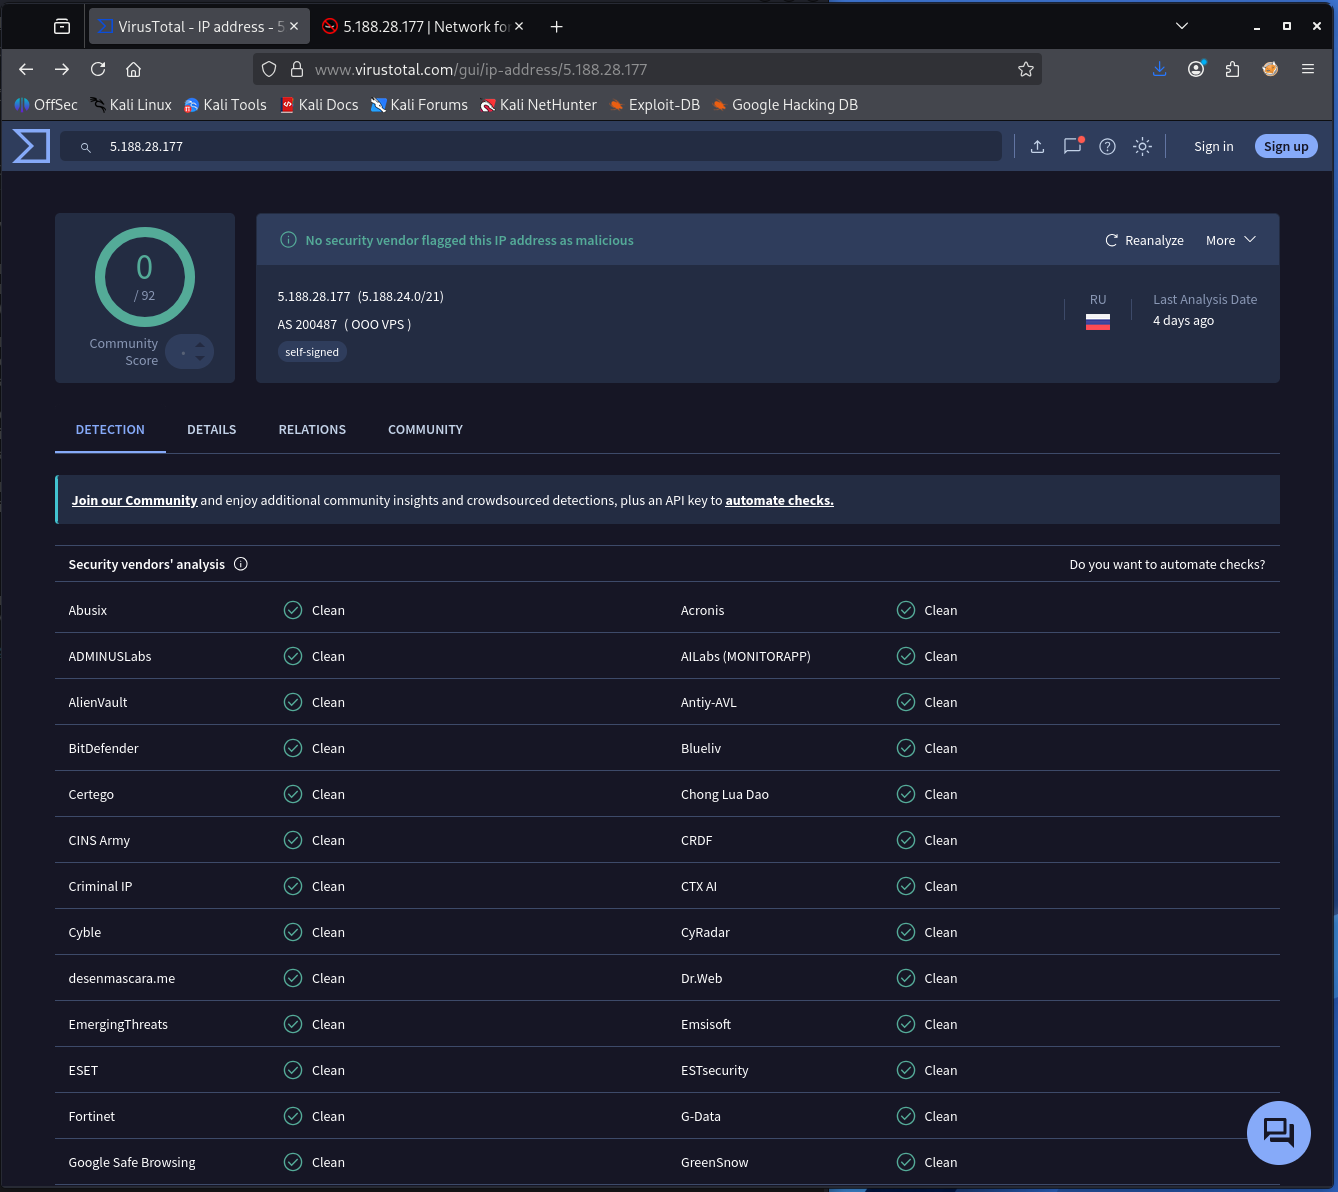 VirusTotal - IP address - 5
5.188.28.177 | Network for
www.virustotal.com/gui/ip-address/5.188.28.177
OffSec Kali Linux Kali Tools Kali Docs Kali Forums Kali NetHunter Exploit-DB Google Hacking DB
5.188.28.177
Sign in
Sign up
0
/ 92
Community
Score
No security vendor flagged this IP address as malicious
Reanalyze
More
5.188.28.177 (5.188.24.0/21)
AS 200487 ( OOO VPS )
self-signed
RU
Last Analysis Date
4 days ago
DETECTION DETAILS RELATIONS COMMUNITY
Join our Community and enjoy additional community insights and crowdsourced detections, plus an API key to automate checks.
Security vendors' analysis
Do you want to automate checks?
Abusix Clean Acronis Clean
ADMINUSLabs Clean AILabs (MONITORAPP) Clean
AlienVault Clean Antiy-AVL Clean
BitDefender Clean Blueliv Clean
Certego Clean Chong Lua Dao Clean
CINS Army Clean CRDF Clean
Criminal IP Clean CTX AI Clean
Cyble Clean CyRadar Clean
desenmascara.me Clean Dr.Web Clean
EmergingThreats Clean Emsisoft Clean
ESET Clean ESTsecurity Clean
Fortinet Clean G-Data Clean
Google Safe Browsing Clean GreenSnow Clean